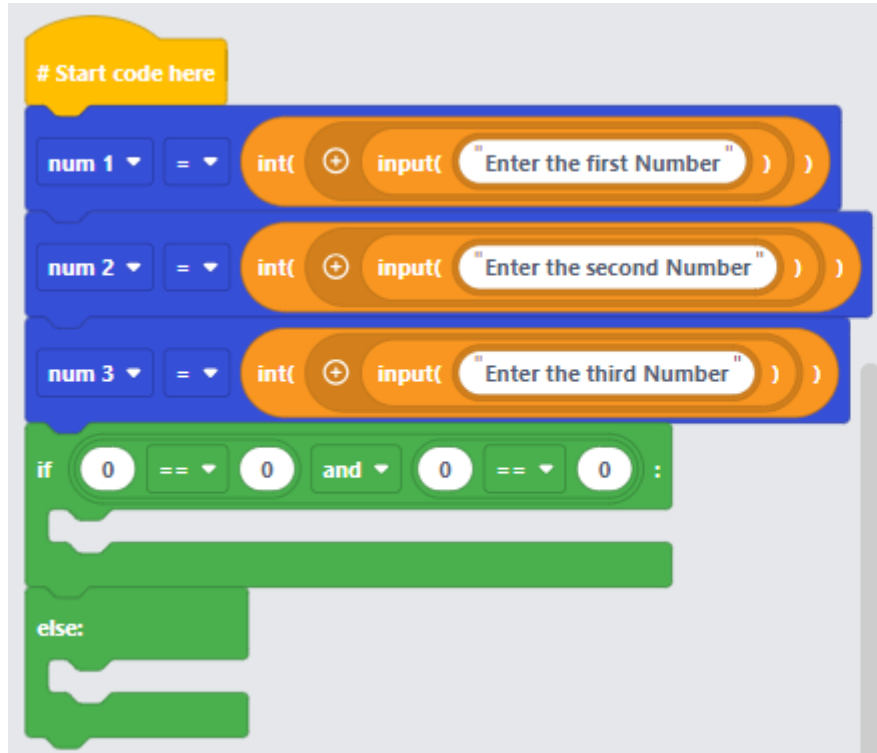 # Start code here
num 1 = int( input( "Enter the first Number" ) )
num 2 = int( input( "Enter the second Number" ) )
num 3 = int( input( "Enter the third Number" ) )
if 0 == 0 and 0 == 0 :
else: